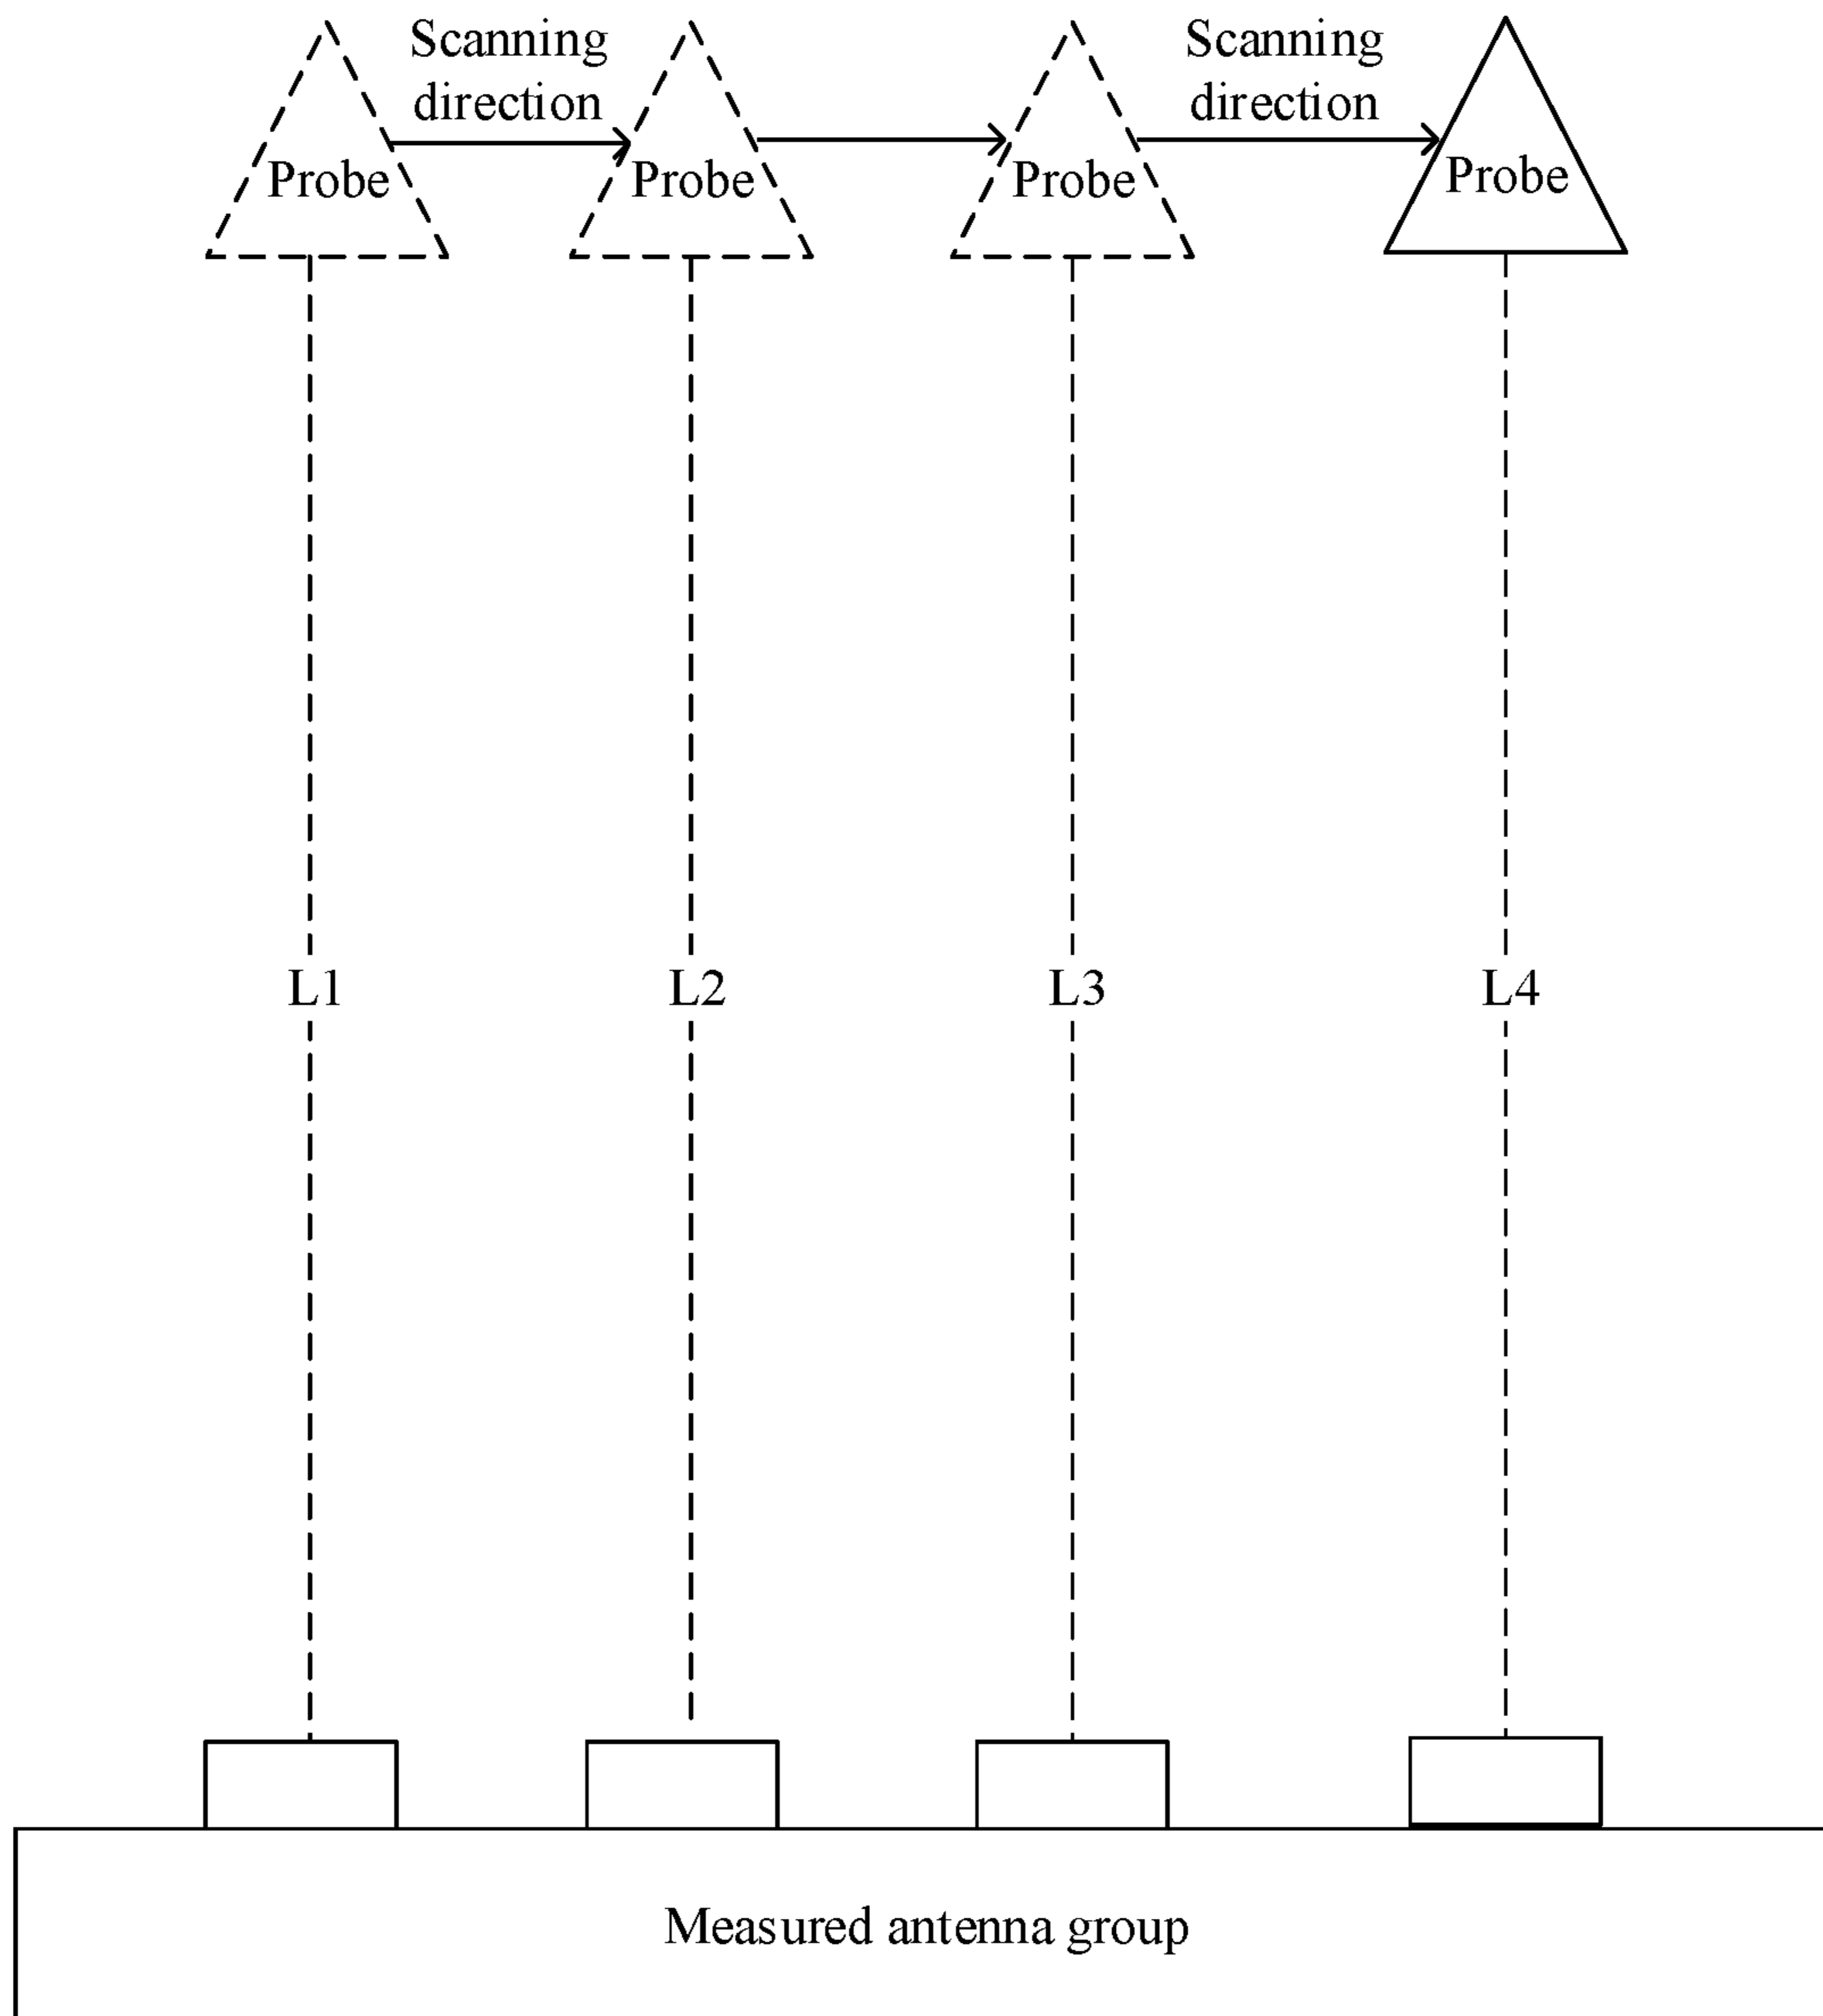 Scanning
direction
Scanning
direction
Probe
Probe
Probe
Probe
L1
L2
L3
L4
Measured antenna group